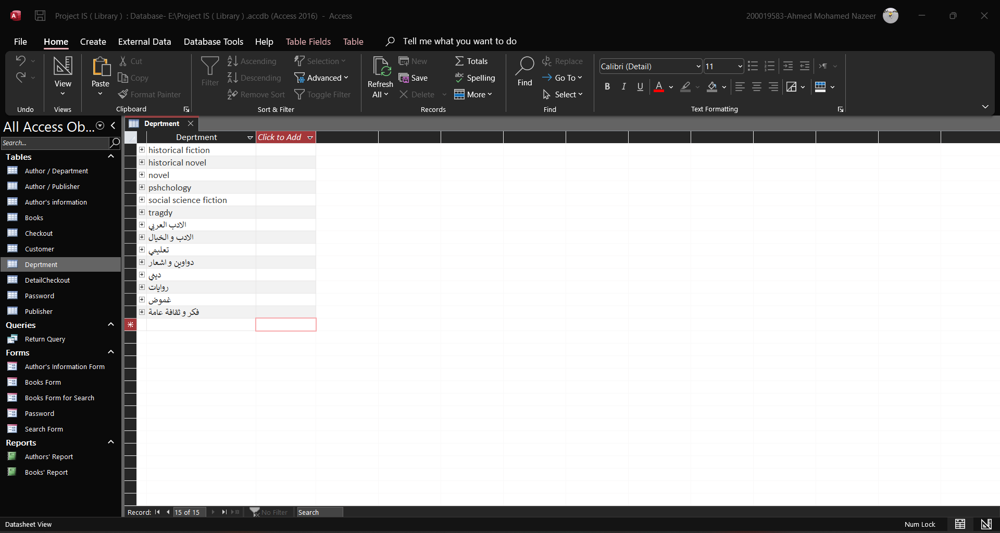 Project IS ( Library ) : Database- E:\Project IS ( Library ) .accdb (Access 2016) - Access
200019583-Ahmed Mohamed Nazeer
File Home Create External Data Database Tools Help Table Fields Table Tell me what you want to do
Undo
View
Views
Paste
Cut
Copy
Format Painter
Clipboard
Filter
Ascending
Descending
Remove Sort
Selection
Advanced
Toggle Filter
Sort & Filter
Refresh
All
New
Save
Delete
Totals
Spelling
More
Records
Find
Replace
Go To
Select
Find
Calibri (Detail) 11
B I U A
Text Formatting
All Access Ob...
Search...
Tables
Author / Department
Author / Publisher
Author's information
Books
Checkout
Customer
Deprtment
DetailCheckout
Password
Publisher
Queries
Return Query
Forms
Author's Information Form
Books Form
Books Form for Search
Password
Search Form
Reports
Authors' Report
Books' Report
Deprtment
Deprtment Click to Add
historical fiction
historical novel
novel
pshchology
social science fiction
tragdy
الادب العربي
الادب و الخيال
تعليمي
دواوين و اشعار
ديني
روايات
غموض
فكر و ثقافة عامة
Record: 15 of 15 No Filter Search
Datasheet View
Num Lock